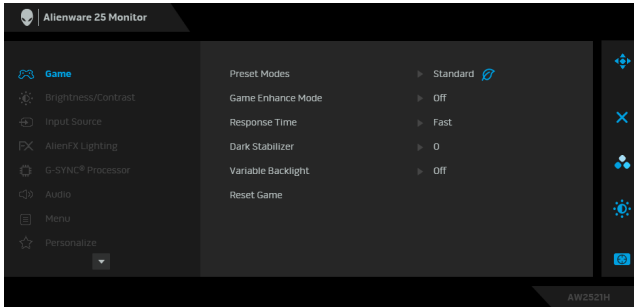 Alienware 25 Monitor
Game
Preset Modes Standard
Brightness/Contrast
Game Enhance Mode Off
Input Source
Response Time Fast
AlienFX Lighting
Dark Stabilizer 0
G-SYNC® Processor
Variable Backlight Off
Audio
Reset Game
Menu
Personalize
AW2521H